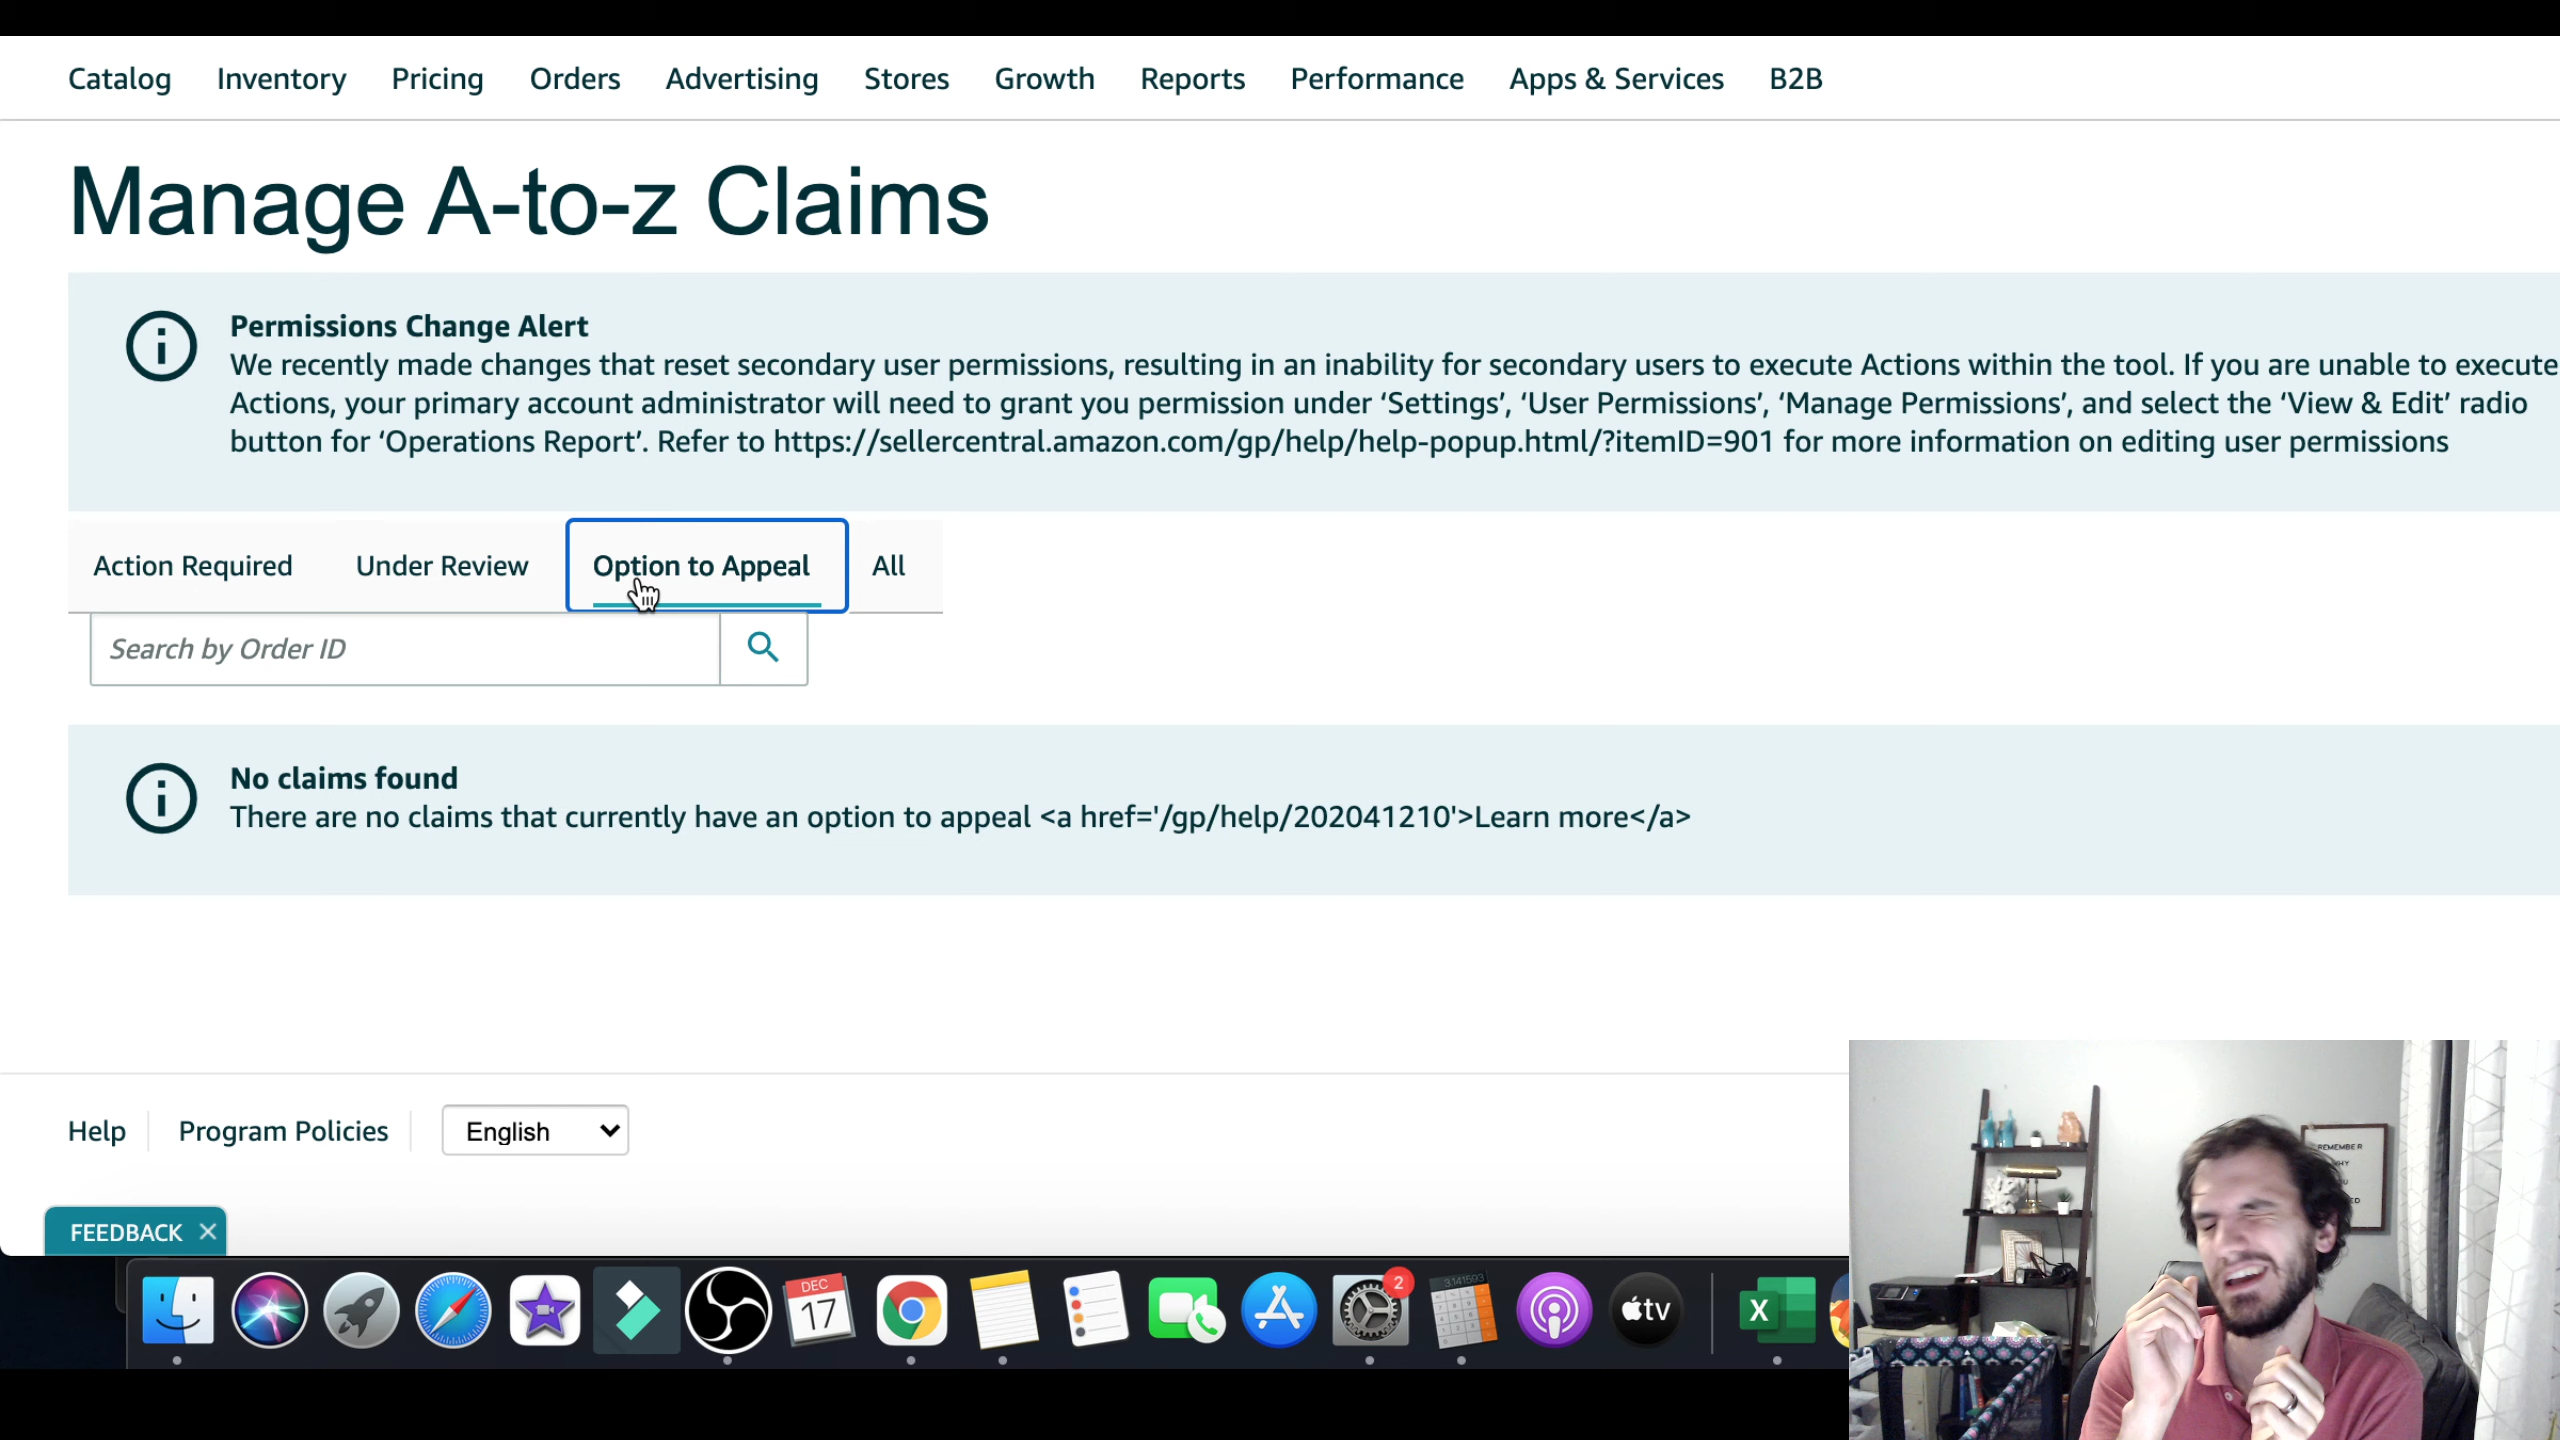 Catalog Inventory Pricing Orders Advertising Stores Growth Reports Performance Apps & Services B2B
Manage A-to-z Claims
Permissions Change Alert
We recently made changes that reset secondary user permissions, resulting in an inability for secondary users to execute Actions within the tool. If you are unable to execute
Actions, your primary account administrator will need to grant you permission under ‘Settings’, ‘User Permissions’, ‘Manage Permissions’, and select the ‘View & Edit’ radio
button for ‘Operations Report’. Refer to https://sellercentral.amazon.com/gp/help/help-popup.html/?itemID=901 for more information on editing user permissions
Action Required Under Review Option to Appeal All
Search by Order ID
No claims found
There are no claims that currently have an option to appeal <a href='/gp/help/202041210'>Learn more</a>
Help Program Policies English
FEEDBACK
DEC
17
2
3.141593
tv
X
REMEMBER